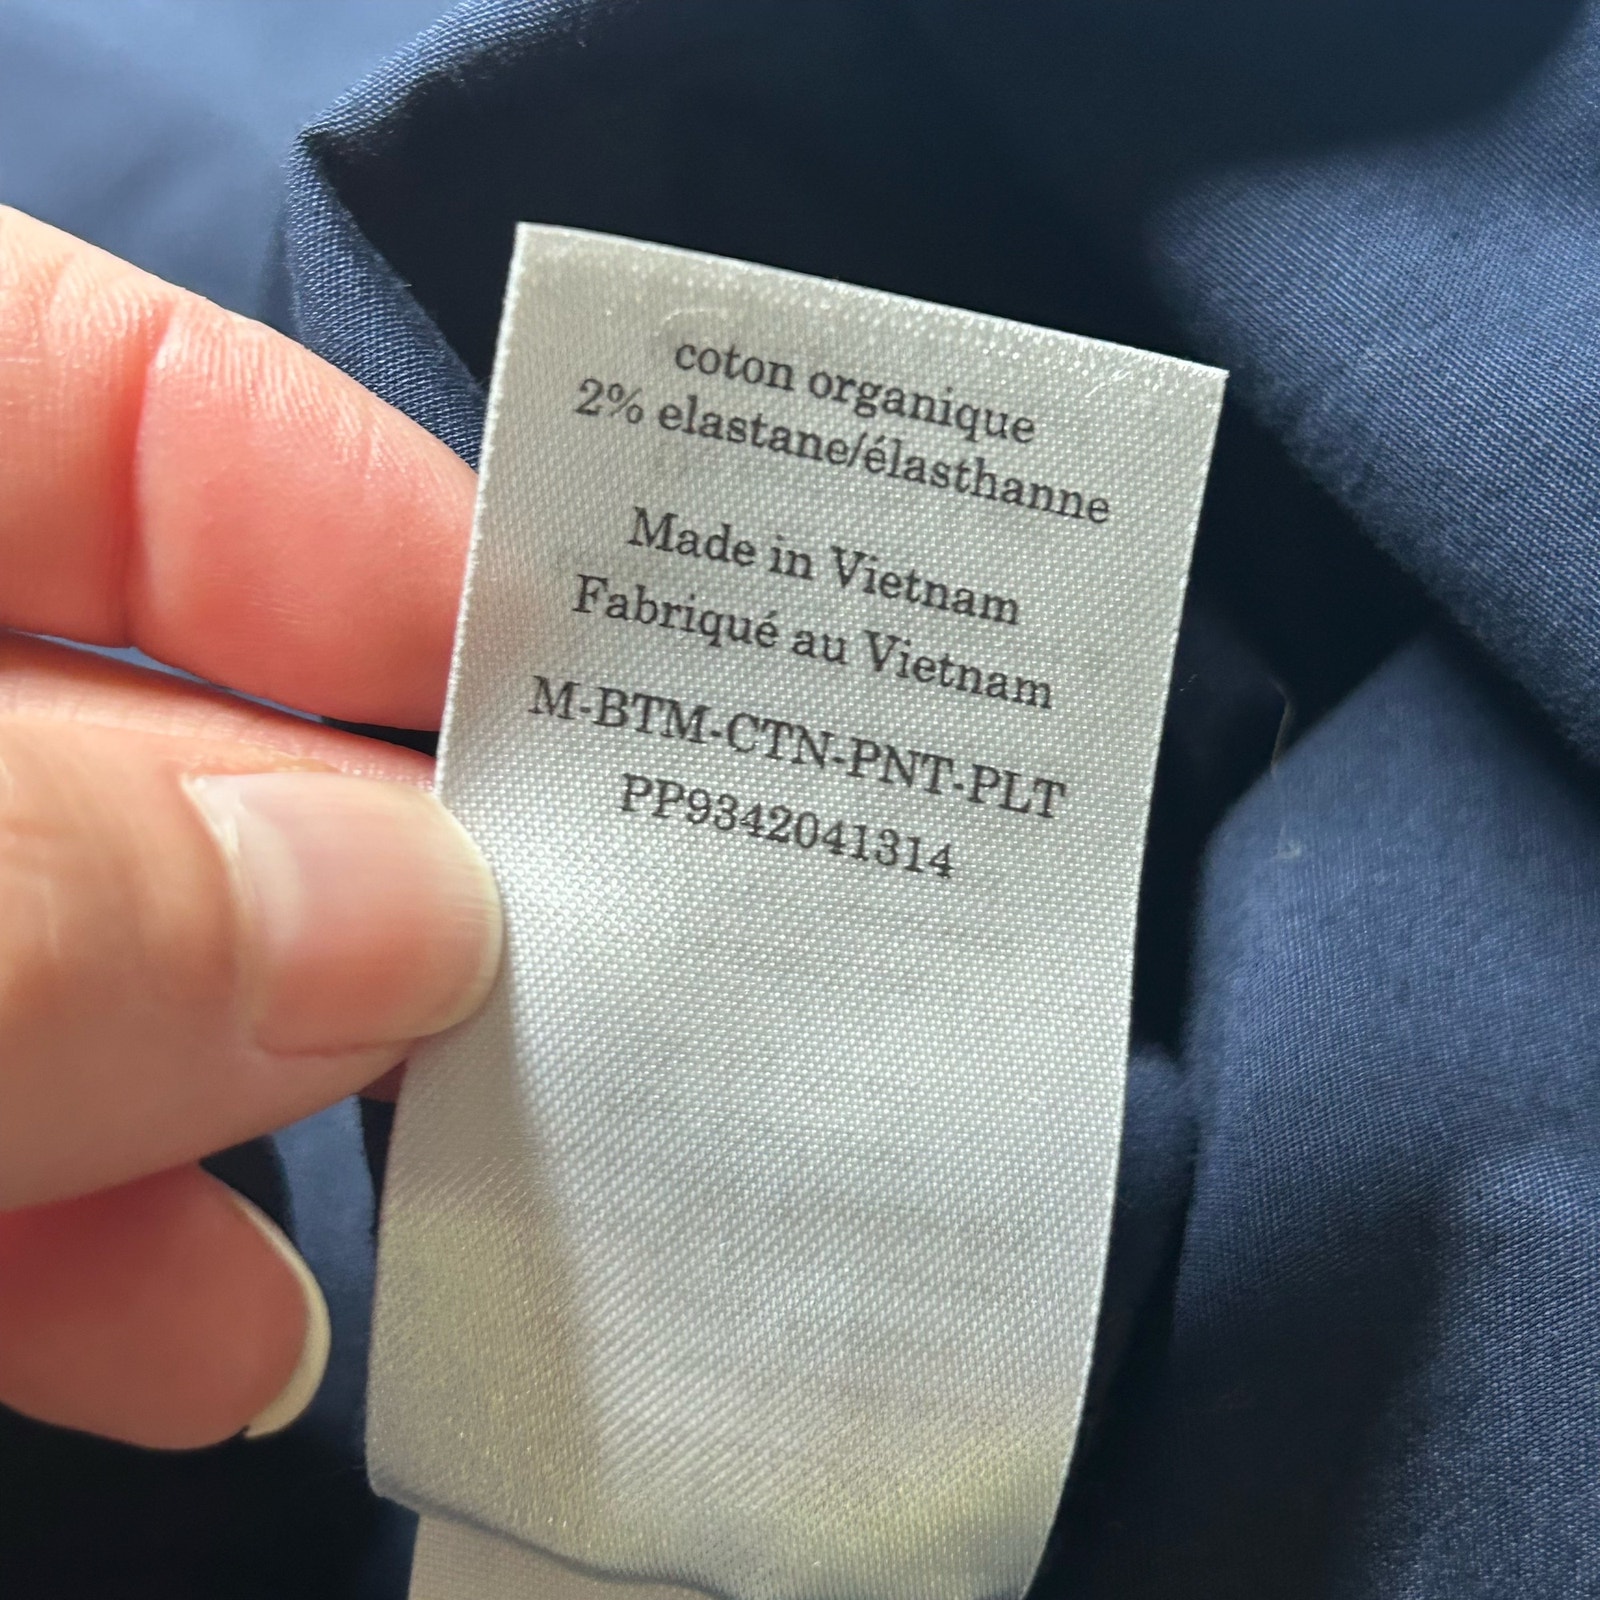 coton organique
2% elastane/élasthanne
Made in Vietnam
Fabriqué au Vietnam
M-BTM-CTN-PNT-PLT
PP9342041314